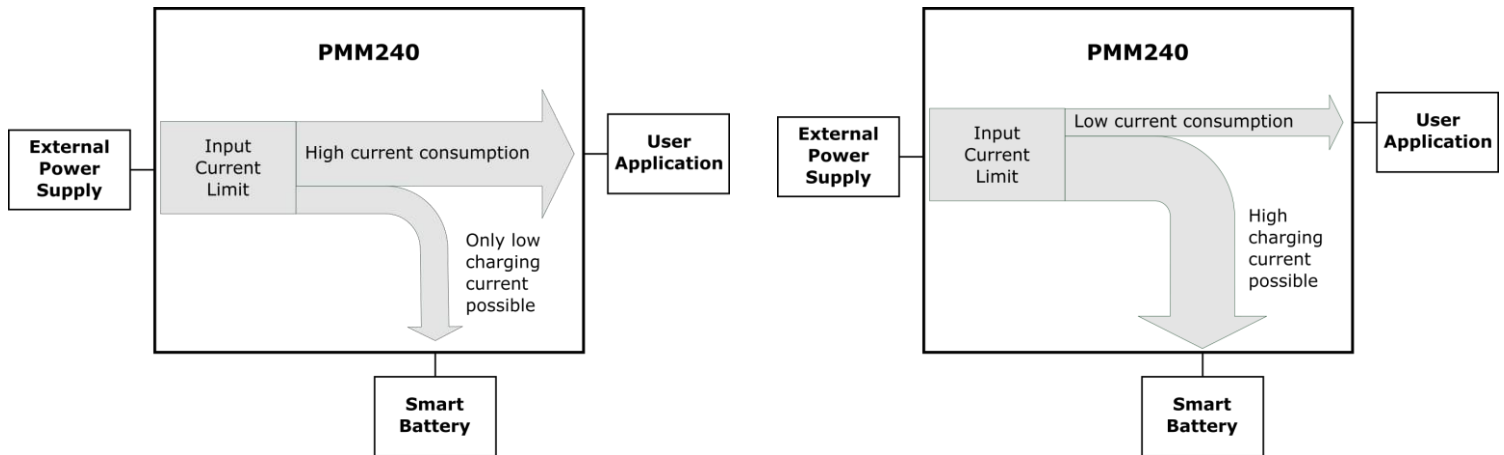 PMM240
External
Power
Supply
Input
Current
Limit
High current consumption
User
Application
Only low
charging
current
possible
Smart
Battery
PMM240
External
Power
Supply
Input
Current
Limit
Low current consumption
User
Application
High
charging
current
possible
Smart
Battery